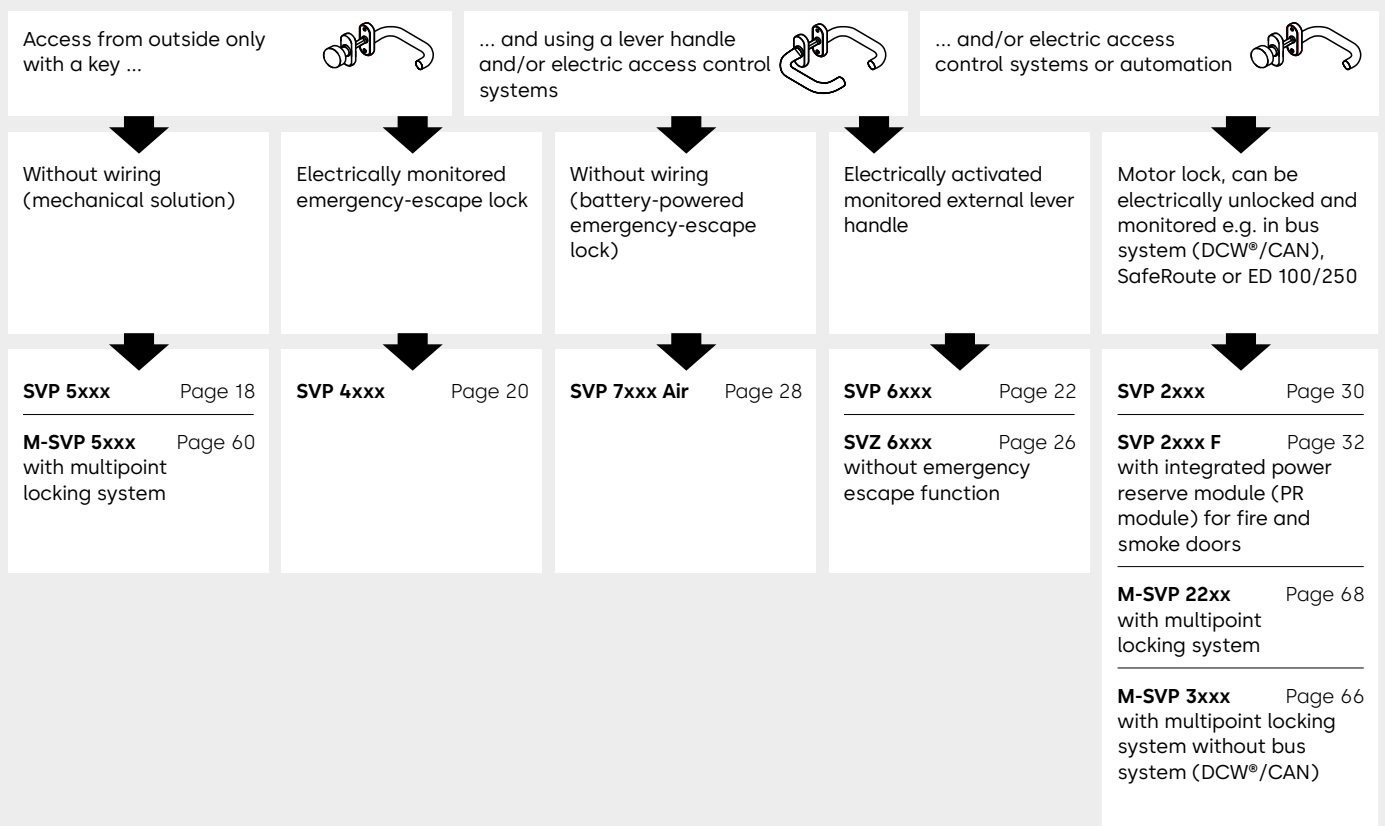 Access from outside only
with a key ...
... and using a lever handle
and/or electric access control
systems
... and/or electric access
control systems or automation
Without wiring
(mechanical solution)
Electrically monitored
emergency-escape lock
Without wiring
(battery-powered
emergency-escape
lock)
Electrically activated
monitored external lever
handle
Motor lock, can be
electrically unlocked and
monitored e.g. in bus
system (DCW®/CAN),
SafeRoute or ED 100/250
SVP 5xxx Page 18
M-SVP 5xxx Page 60
with multipoint
locking system
SVP 4xxx Page 20
SVP 7xxx Air Page 28
SVP 6xxx Page 22
SVZ 6xxx Page 26
without emergency
escape function
SVP 2xxx Page 30
SVP 2xxx F Page 32
with integrated power
reserve module (PR
module) for fire and
smoke doors
M-SVP 22xx Page 68
with multipoint
locking system
M-SVP 3xxx Page 66
with multipoint locking
system without bus
system (DCW®/CAN)